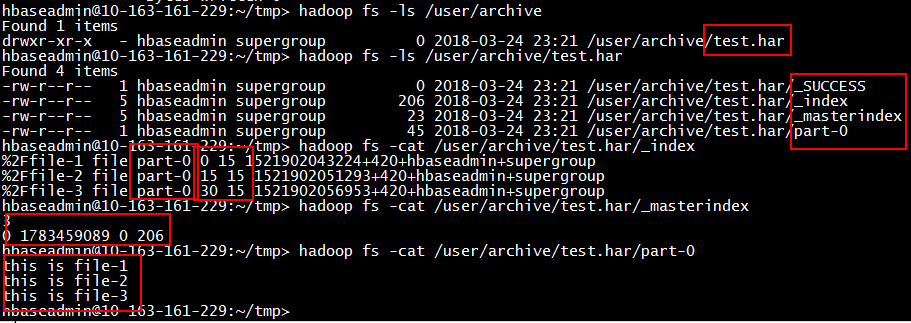 hbaseadmin@10-163-161-229:~/tmp> hadoop fs -ls /user/archive
Found 1 items
drwxr-xr-x   - hbaseadmin supergroup          0 2018-03-24 23:21 /user/archive/test.har
hbaseadmin@10-163-161-229:~/tmp> hadoop fs -ls /user/archive/test.har
Found 4 items
-rw-r--r--   1 hbaseadmin supergroup          0 2018-03-24 23:21 /user/archive/test.har/_SUCCESS
-rw-r--r--   5 hbaseadmin supergroup        206 2018-03-24 23:21 /user/archive/test.har/_index
-rw-r--r--   5 hbaseadmin supergroup         23 2018-03-24 23:21 /user/archive/test.har/_masterindex
-rw-r--r--   1 hbaseadmin supergroup         45 2018-03-24 23:21 /user/archive/test.har/part-0
hbaseadmin@10-163-161-229:~/tmp> hadoop fs -cat /user/archive/test.har/_index
%2Ffile-1 file part-0 0 15 1521902043224+420+hbaseadmin+supergroup
%2Ffile-2 file part-0 15 15 1521902051293+420+hbaseadmin+supergroup
%2Ffile-3 file part-0 30 15 1521902056953+420+hbaseadmin+supergroup
hbaseadmin@10-163-161-229:~/tmp> hadoop fs -cat /user/archive/test.har/_masterindex
3
0 1783459089 0 206
hbaseadmin@10-163-161-229:~/tmp> hadoop fs -cat /user/archive/test.har/part-0
this is file-1
this is file-2
this is file-3
hbaseadmin@10-163-161-229:~/tmp>